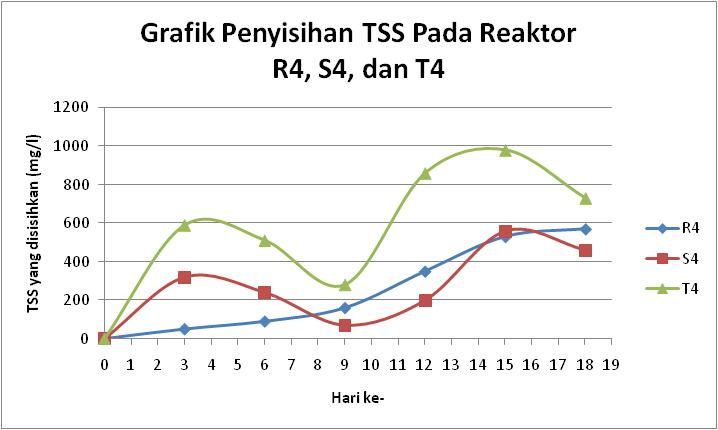 Grafik Penyisihan TSS Pada Reaktor
R4, S4, dan T4
TSS yang disisihkan (mg/l)
1200
1000
800
600
400
200
0
0 1 2 3 4 5 6 7 8 9 10 11 12 13 14 15 16 17 18 19
Hari ke-
R4
S4
T4